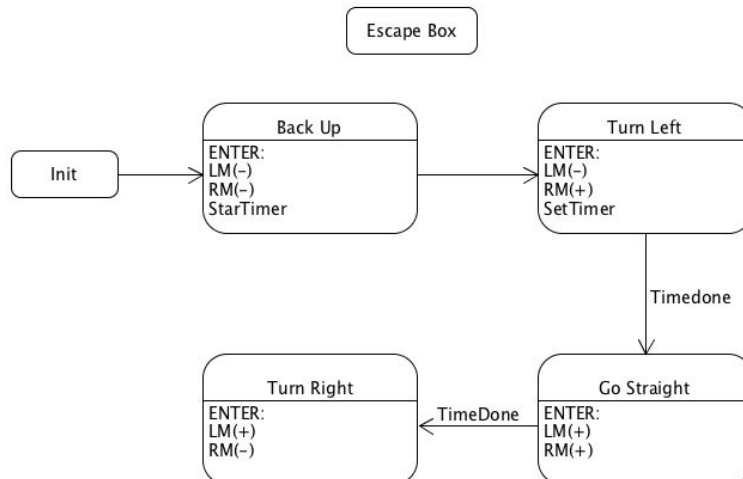 Escape Box
Init
Back Up
ENTER:
LM(–)
RM(–)
StarTimer
Turn Left
ENTER:
LM(–)
RM(+)
SetTimer
Timedone
Go Straight
ENTER:
LM(+)
RM(+)
TimeDone
Turn Right
ENTER:
LM(+)
RM(–)